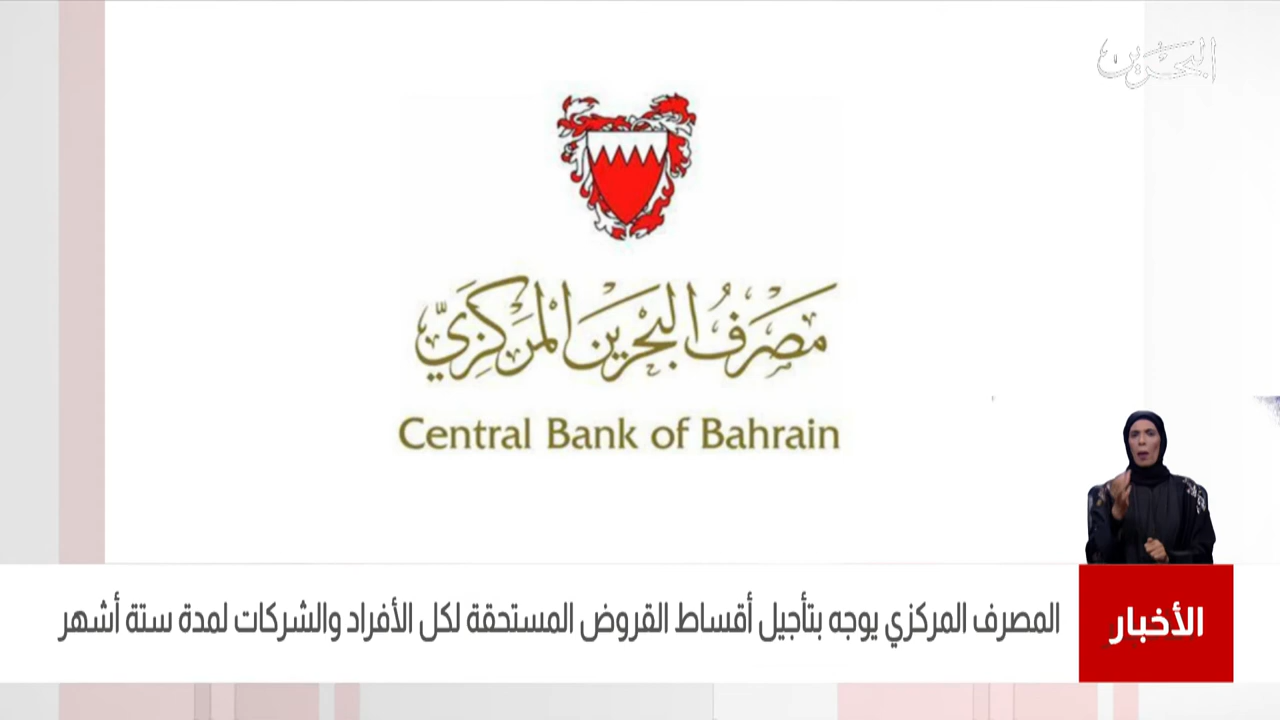 البحرين
مصرف البحرين المركزي
Central Bank of Bahrain
المصرف المركزي يوجه بتأجيل أقساط القروض المستحقة لكل الأفراد والشركات لمدة ستة أشهر
الأخبار